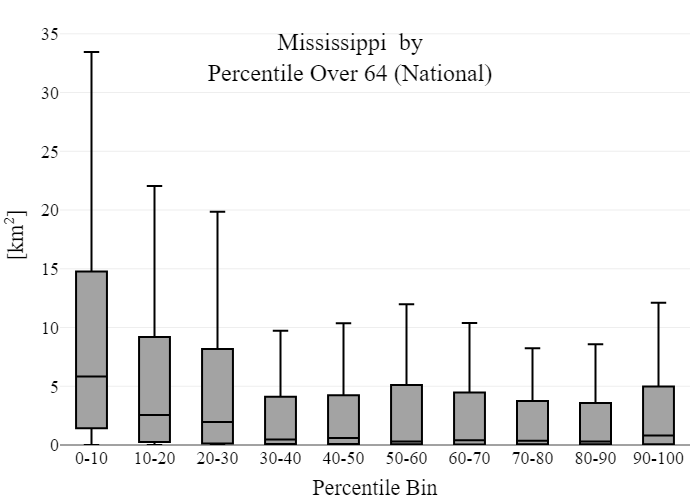 Mississippi by
Percentile Over 64 (National)
35
30
25
20
15
10
5
0
[km²]
0-10 10-20 20-30 30-40 40-50 50-60 60-70 70-80 80-90 90-100
Percentile Bin